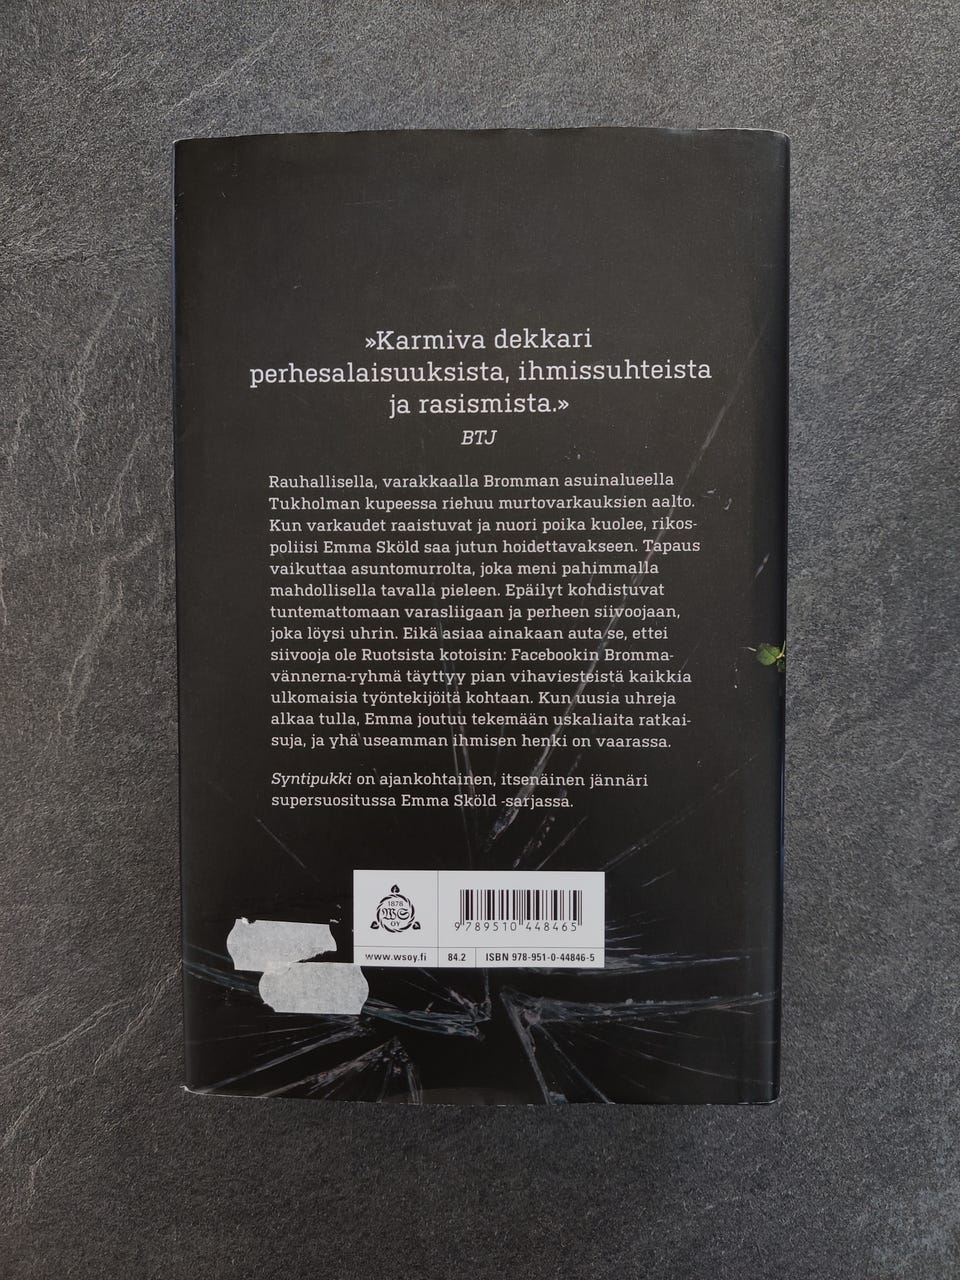 »Karmiva dekkari
perhesalaisuuksista, ihmissuhteista
ja rasismista.»
BTJ
Rauhallisella, varakkaalla Bromman asuinalueella
Tukholman kupeessa riehuu murtovarkauksien aalto.
Kun varkaudet raaistuvat ja nuori poika kuolee, rikos-
poliisi Emma Sköld saa jutun hoidettavakseen. Tapaus
vaikuttaa asuntomurrolta, joka meni pahimmalla
mahdollisella tavalla pieleen. Epäilyt kohdistuvat
tuntemattomaan varasliigaan ja perheen siivoojaan,
joka löysi uhrin. Eikä asiaa ainakaan auta se, ettei
siivooja ole Ruotsista kotoisin: Facebookin Bromma-
vännerna-ryhmä täyttyy pian vihaviesteistä kaikkia
ulkomaisia työntekijöitä kohtaan. Kun uusia uhreja
alkaa tulla, Emma joutuu tekemään uskaliaita ratkai-
suja, ja yhä useamman ihmisen henki on vaarassa.
Syntipukki on ajankohtainen, itsenäinen jännäri
supersuositussa Emma Sköld -sarjassa.
1878
WS
OY
9 789510 448465
www.wsoy.fi 84.2 ISBN 978-951-0-44846-5